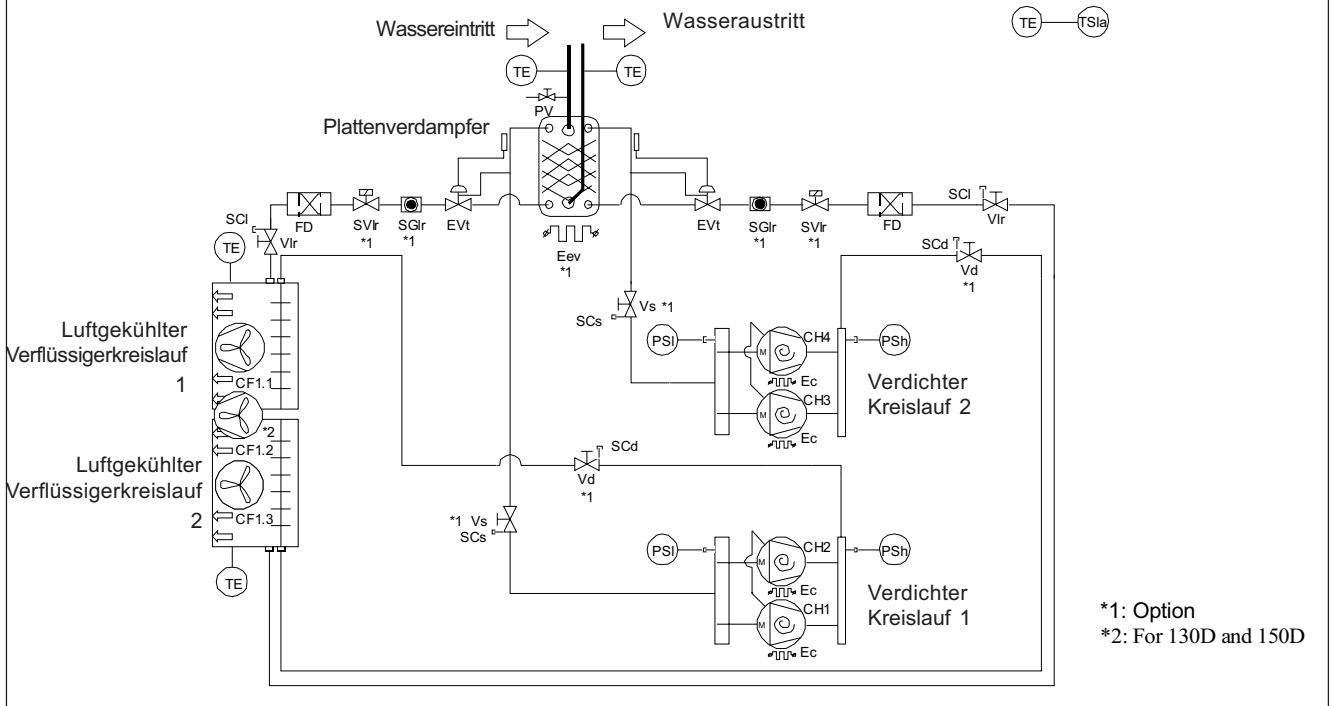 Wassereintritt
Wasseraustritt
TE
TSla
TE
TE
PV
Plattenverdampfer
SCl
Vlr
FD
SVlr
*1
SGlr
*1
EVt
Eev
*1
EVt
SGlr
*1
SVlr
*1
FD
SCl
Vlr
TE
SCd
Vd
*1
Vs *1
SCs
Luftgekühlter
Verflüssigerkreislauf
1
CF1.1
*2
CF1.2
Luftgekühlter
Verflüssigerkreislauf
2
CF1.3
TE
PSl
M
CH4
Ec
PSh
M
CH3
Ec
Verdichter
Kreislauf 2
SCd
Vd
*1
*1 Vs
SCs
PSl
M
CH2
Ec
PSh
M
CH1
Ec
Verdichter
Kreislauf 1
*1: Option
*2: For 130D and 150D